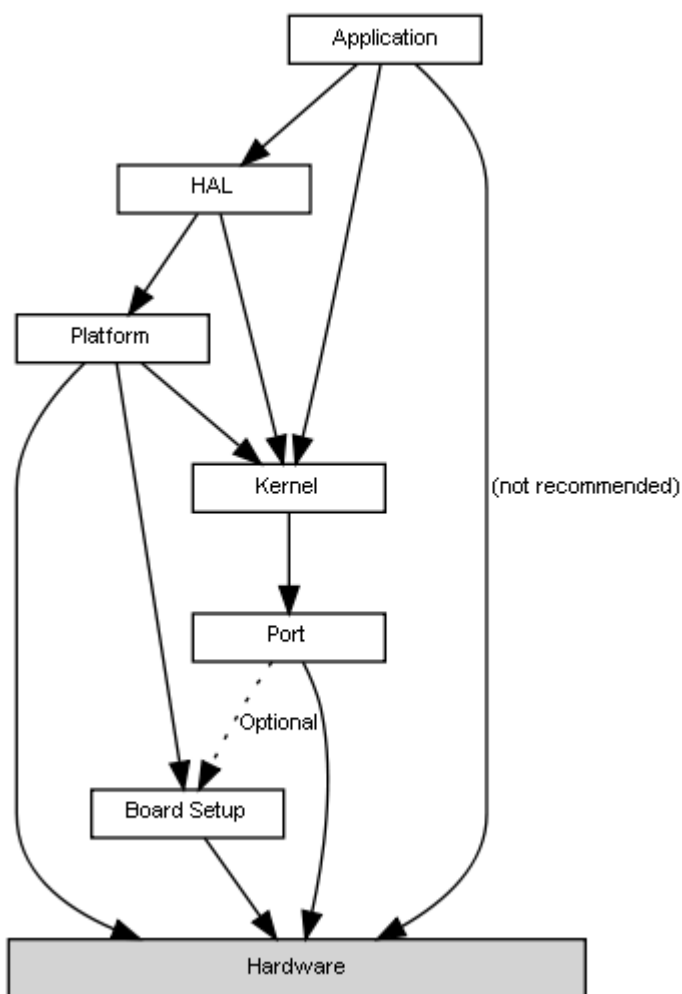 Application
HAL
Platform
Kernel
(not recommended)
Port
Optional
Board Setup
Hardware